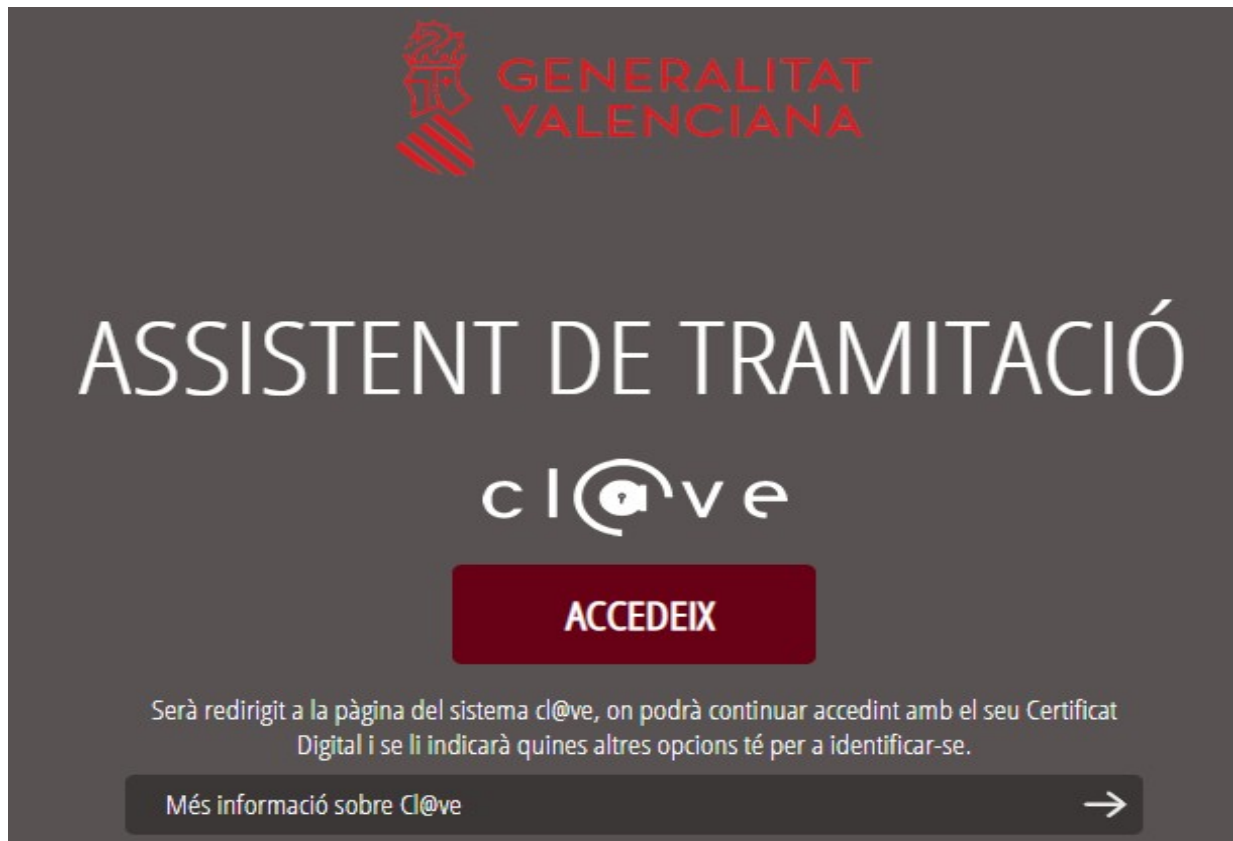 GENERALITAT
VALENCIANA
ASSISTENT DE TRAMITACIÓ
cl@ve
ACCEDEIX
Serà redirigit a la pàgina del sistema cl@ve, on podrà continuar accedint amb el seu Certificat
Digital i se li indicarà quines altres opcions té per a identificar-se.
Més informació sobre Cl@ve →